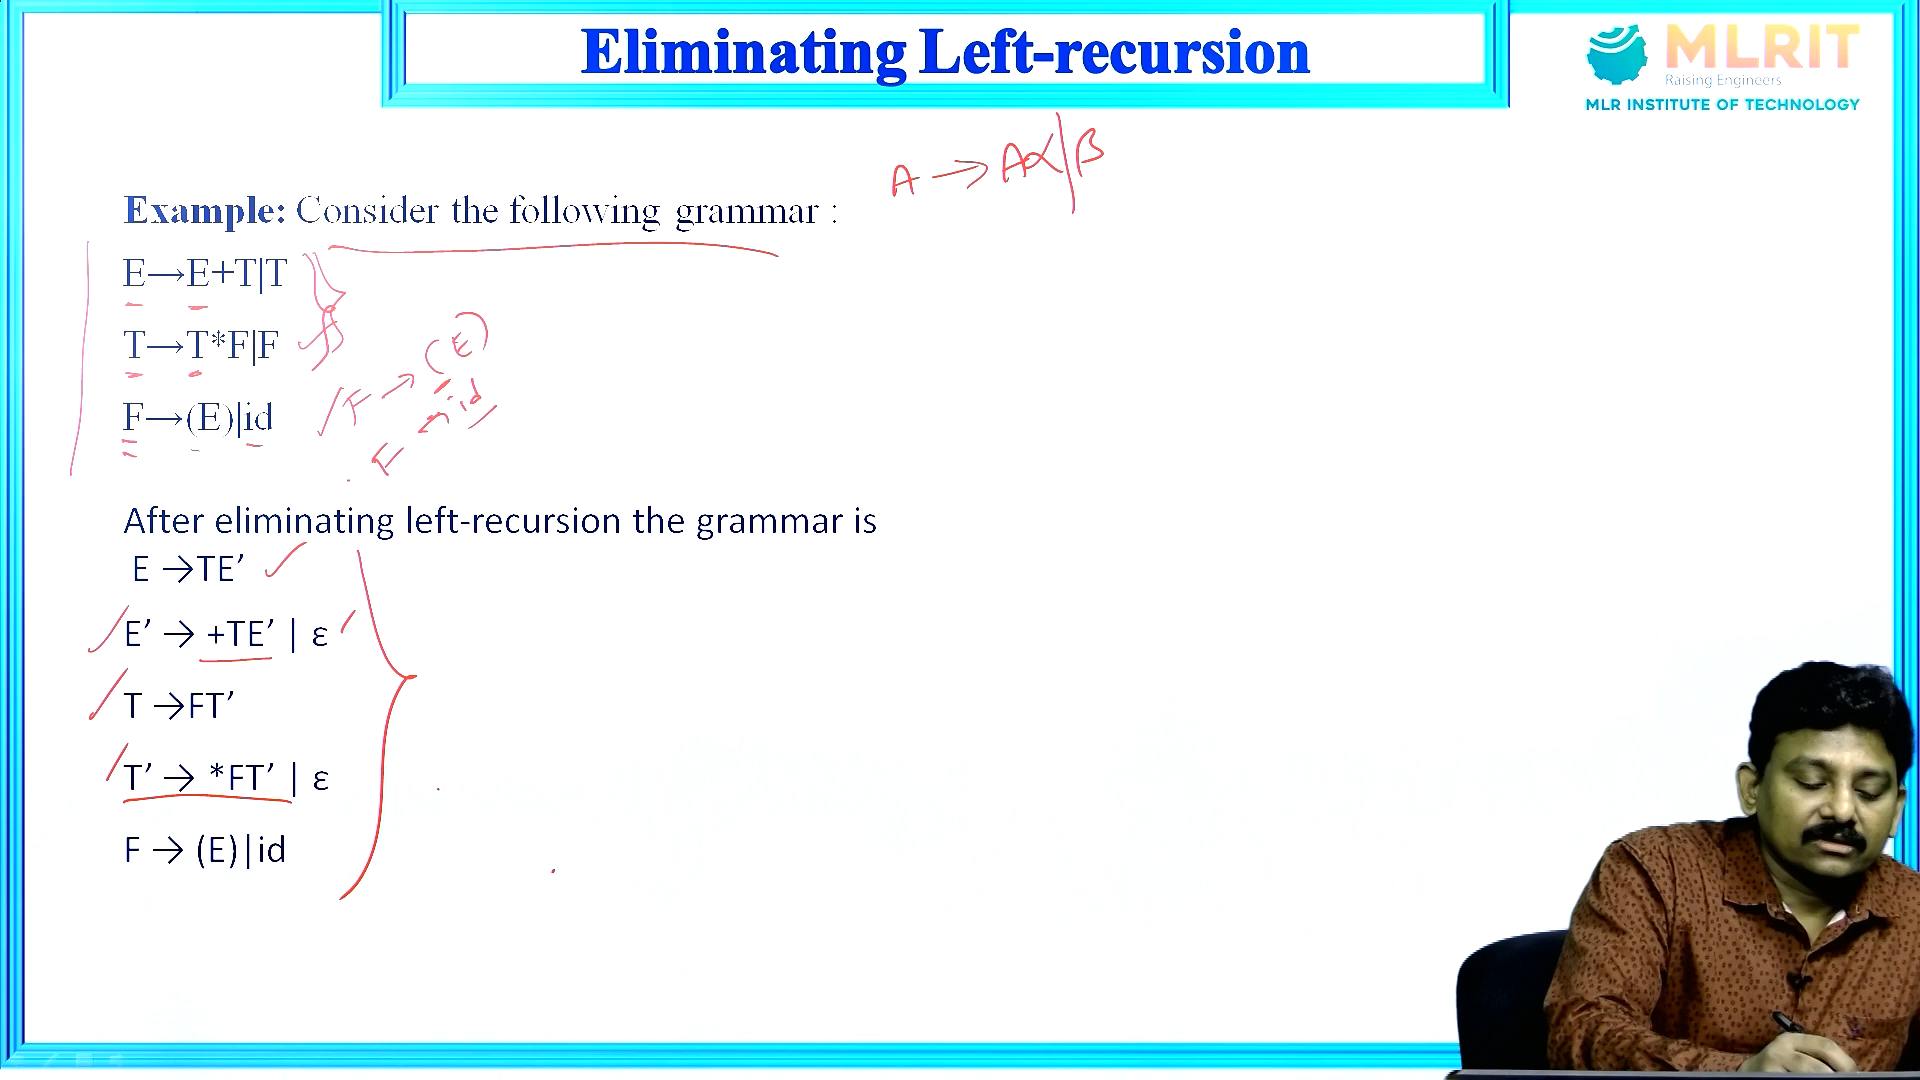 Eliminating Left-recursion
MLRIT
Raising Engineers
MLR INSTITUTE OF TECHNOLOGY
A → Aα|β
Example: Consider the following grammar :
E→E+T|T
T→T*F|F
F→(E)|id
F → (E)
F → id
After eliminating left-recursion the grammar is
E →TE’
E’ → +TE’ | ε
T →FT’
T’ → *FT’ | ε
F → (E)|id